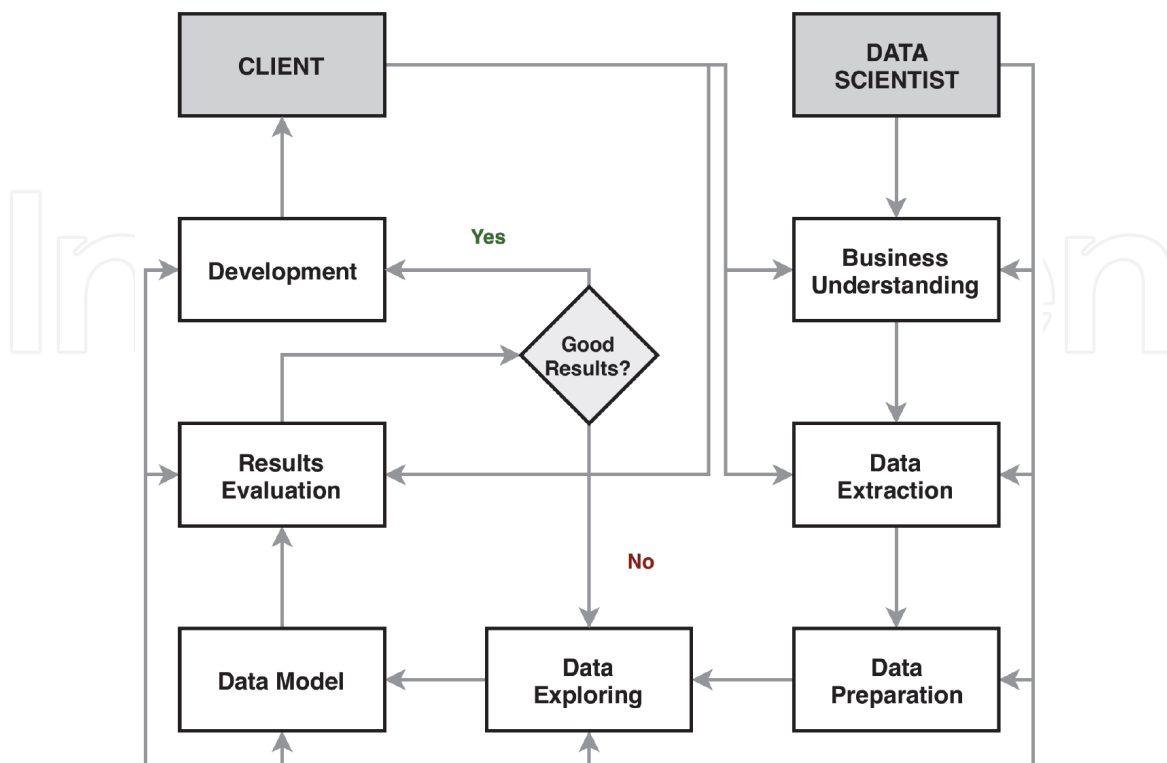 CLIENT
DATA
SCIENTIST
Yes
Development
Business
Understanding
Good
Results?
Results
Evaluation
Data
Extraction
No
Data Model
Data
Exploring
Data
Preparation